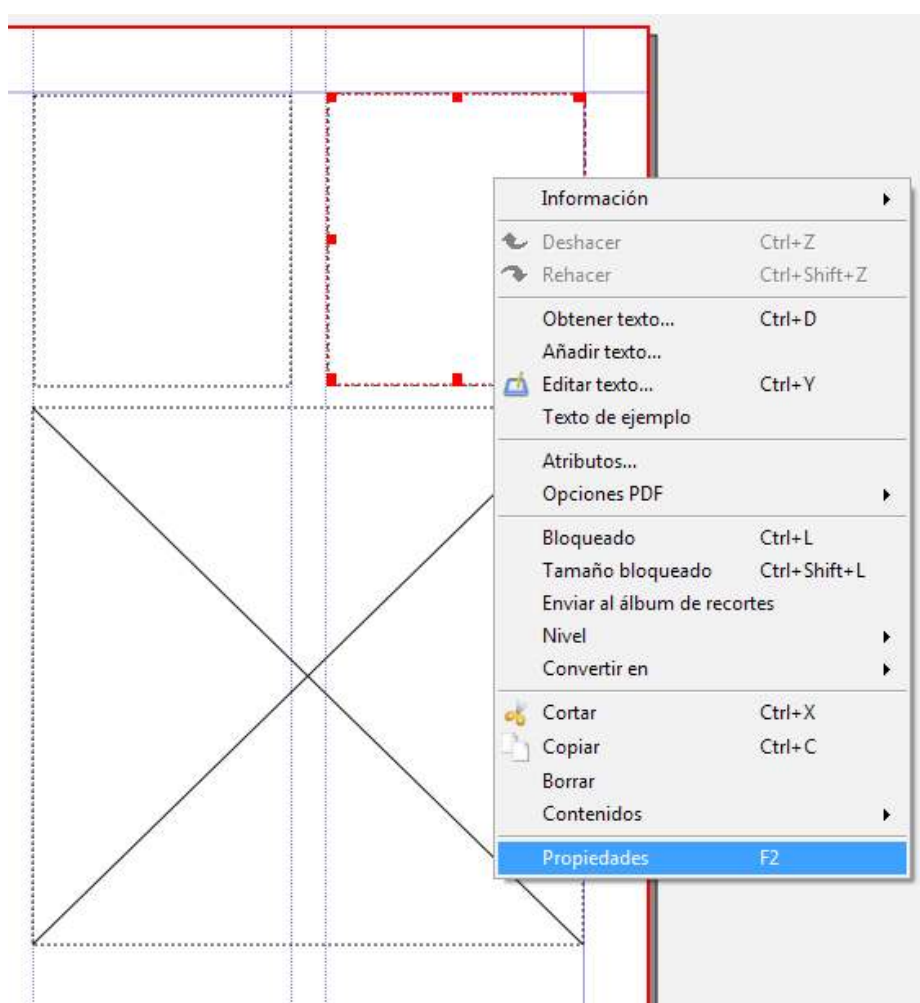 Información
Deshacer Ctrl+Z
Rehacer Ctrl+Shift+Z
Obtener texto... Ctrl+D
Añadir texto...
Editar texto... Ctrl+Y
Texto de ejemplo
Atributos...
Opciones PDF
Bloqueado Ctrl+L
Tamaño bloqueado Ctrl+Shift+L
Enviar al álbum de recortes
Nivel
Convertir en
Cortar Ctrl+X
Copiar Ctrl+C
Borrar
Contenidos
Propiedades F2